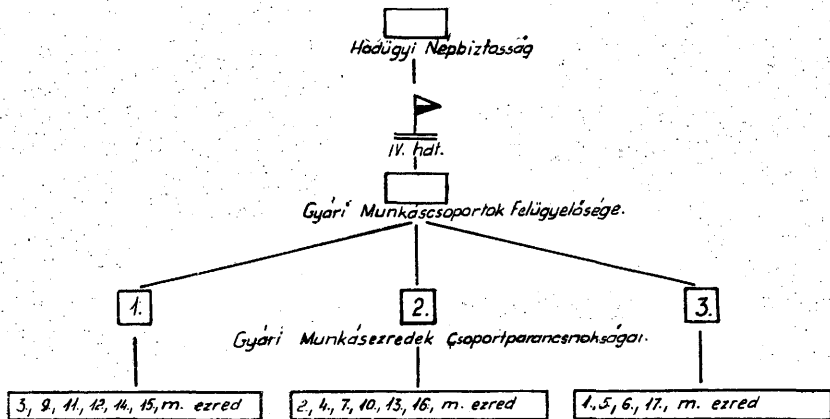 Hadügyi Népbiztosság
IV. hdt.
Gyári Munkáscsoportok Felügyelősége.
1. 2. 3.
Gyári Munkásezredek Csoportparancsnokságai.
3., 9., 11., 12., 14., 15., m. ezred
2., 4., 7., 10., 13., 16., m. ezred
1., 5., 6., 17., m. ezred